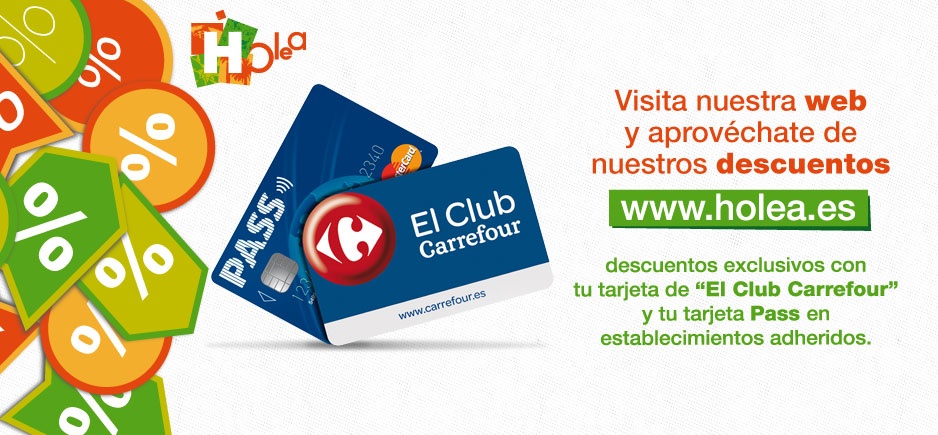 Holea
Visita nuestra web
y aprovéchate de
nuestros descuentos
www.holea.es
descuentos exclusivos con
tu tarjeta de “El Club Carrefour”
y tu tarjeta Pass en
establecimientos adheridos.
PASS
2340
El Club
Carrefour
www.carrefour.es
%
%
%
%
%
%
%
%
%